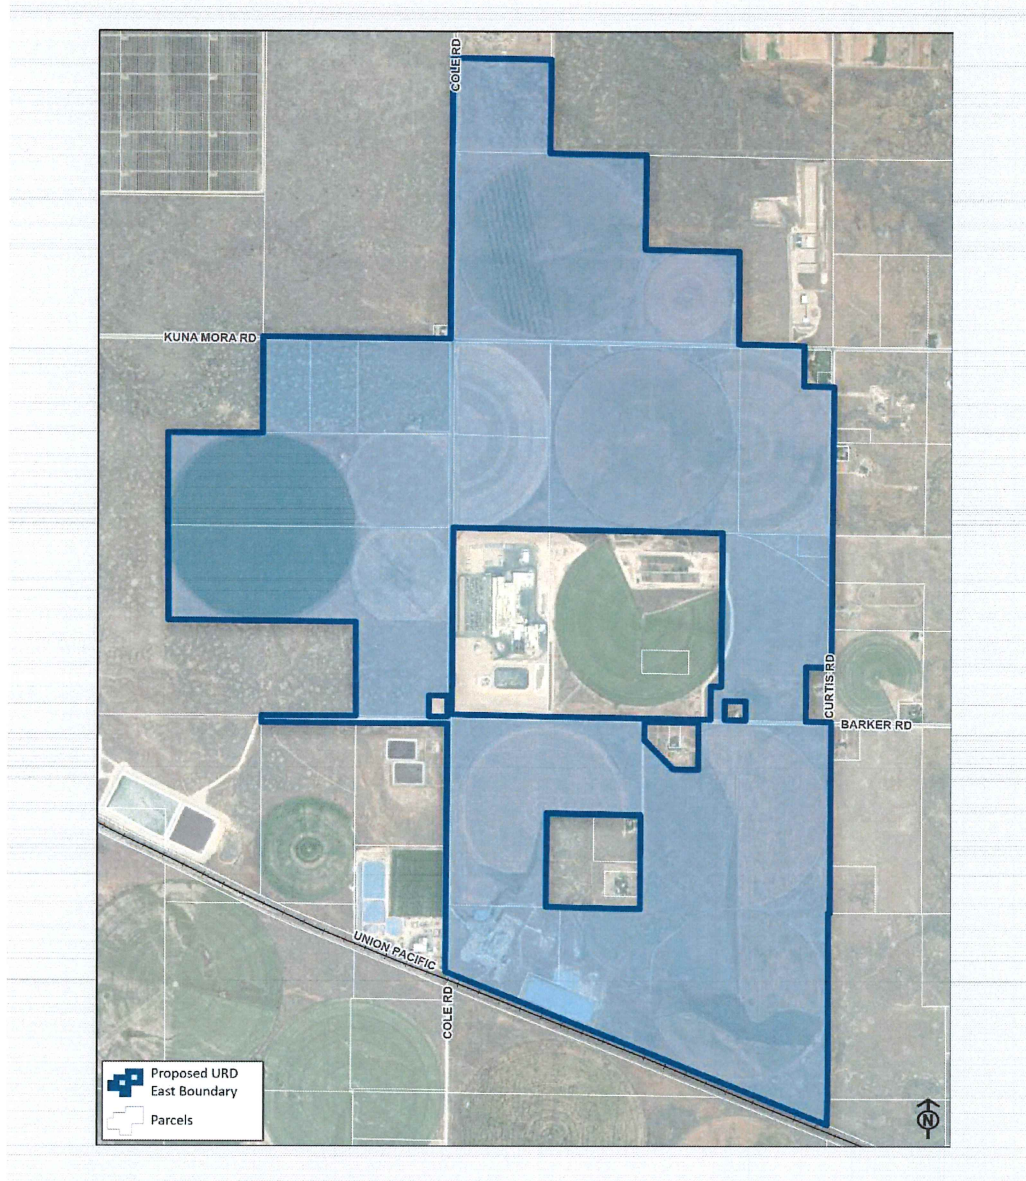 COLE RD
KUNA MORA RD
CURTIS RD
BARKER RD
UNION PACIFIC
COLE RD
Proposed URD
East Boundary
Parcels
N